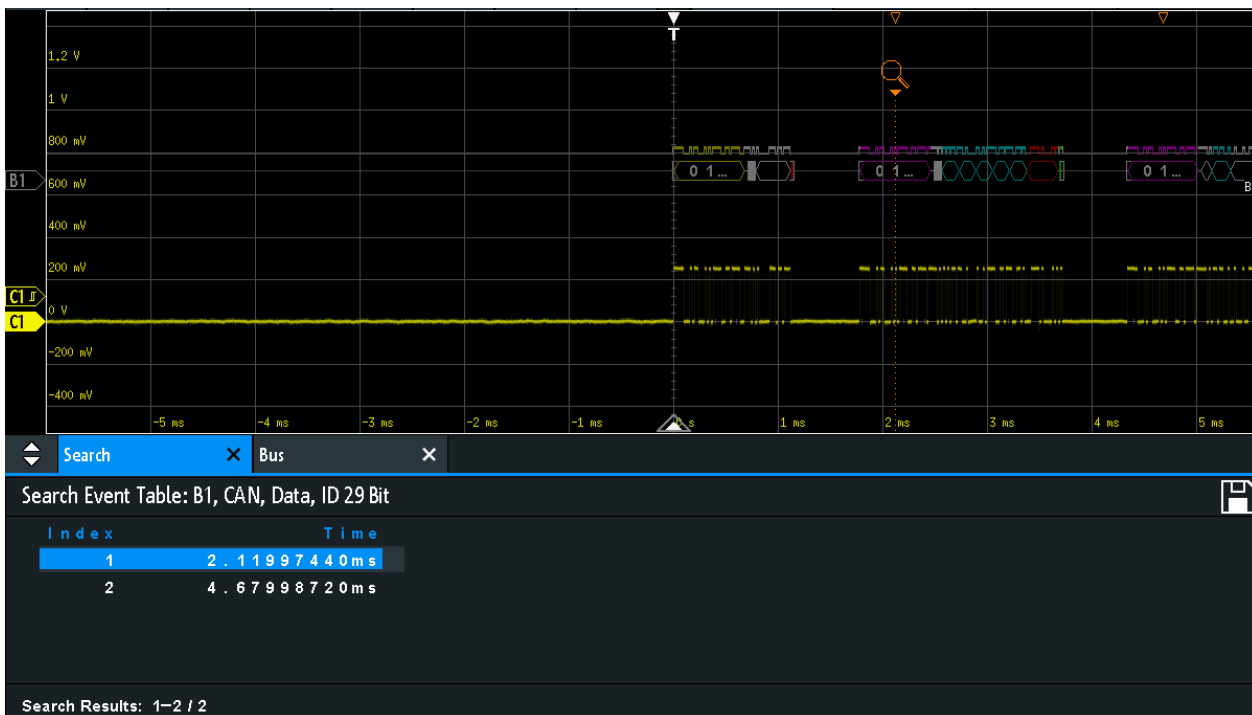 T
1.2 V
1 V
800 mV
B1
0 1... 0 1... 0 1...
600 mV
B
400 mV
200 mV
C1
0 V
C1
-200 mV
-400 mV
-5 ms -4 ms -3 ms -2 ms -1 ms 0 s 1 ms 2 ms 3 ms 4 ms 5 ms
Search Bus
Search Event Table: B1, CAN, Data, ID 29 Bit
Index Time
1 2.11997440ms
2 4.67998720ms
Search Results: 1-2 / 2